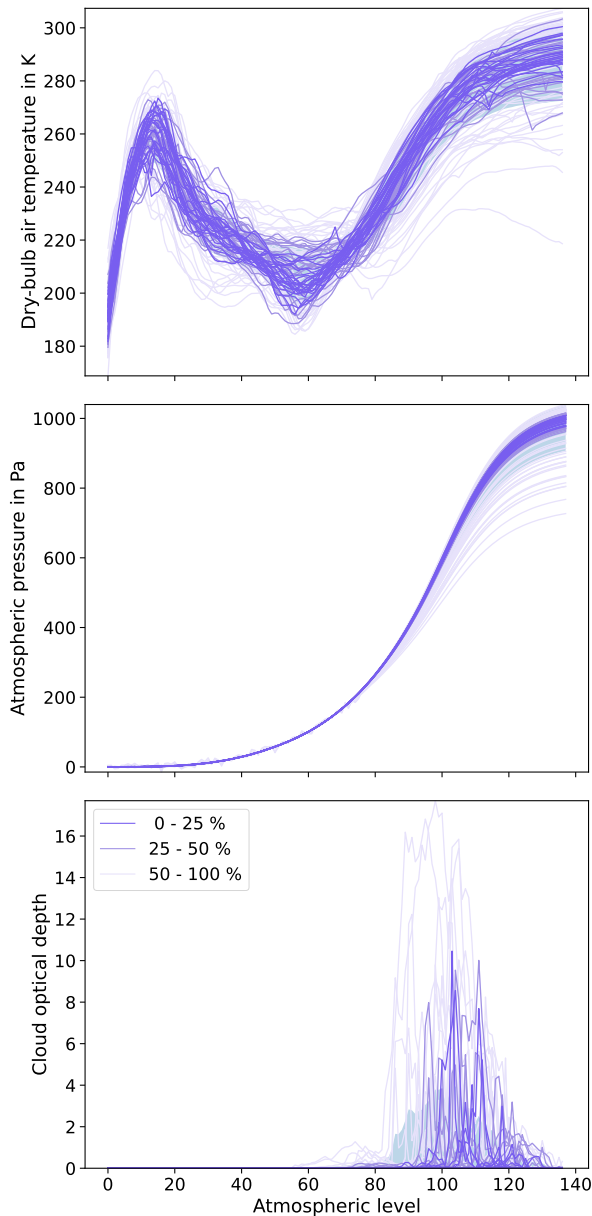 300
280
260
240
220
200
180
Dry-bulb air temperature in K
1000
800
600
400
200
0
Atmospheric pressure in Pa
0 - 25 %
25 - 50 %
50 - 100 %
16
14
12
10
8
6
4
2
0
Cloud optical depth
0 20 40 60 80 100 120 140
Atmospheric level